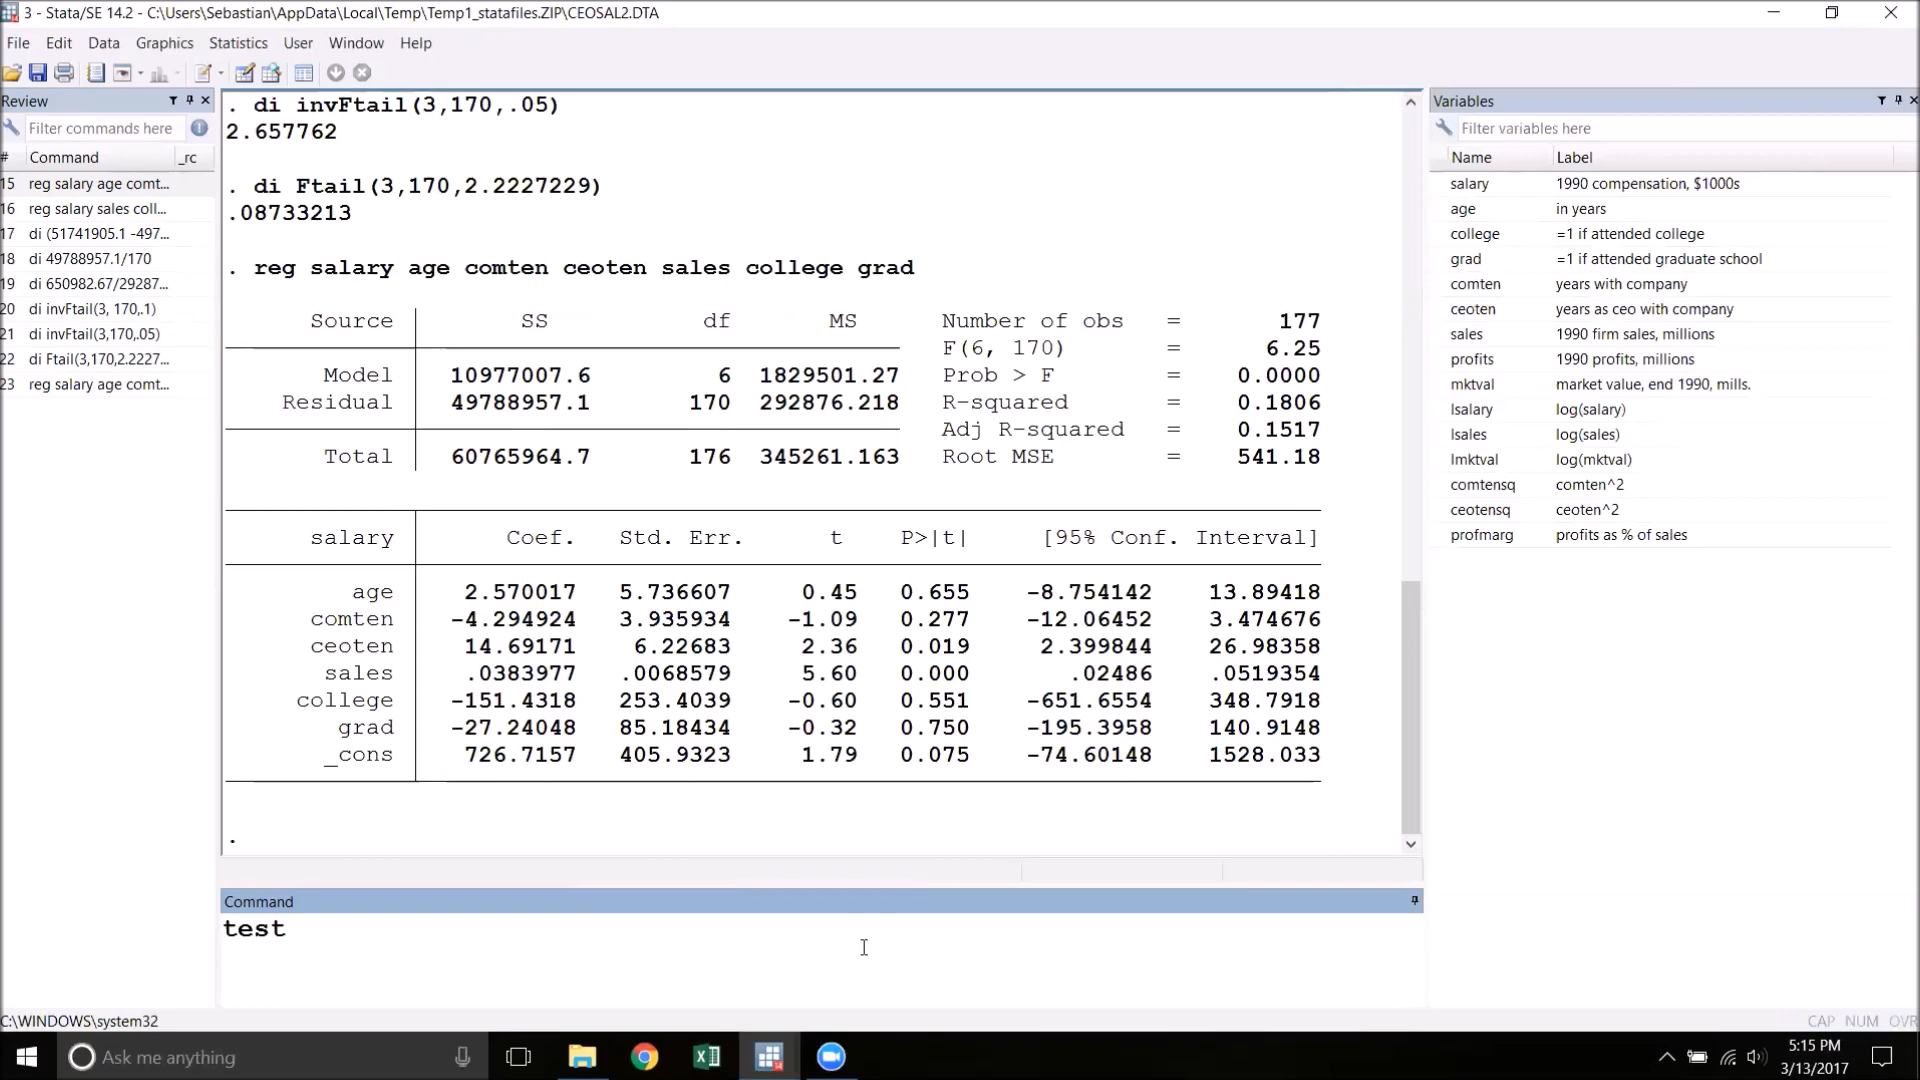 3 - Stata/SE 14.2 - C:\Users\Sebastian\AppData\Local\Temp\Temp1_statafiles.ZIP\CEOSAL2.DTA
File Edit Data Graphics Statistics User Window Help
Review
Filter commands here
# Command _rc
15 reg salary age comt...
16 reg salary sales coll...
17 di (51741905.1 -497...
18 di 49788957.1/170
19 di 650982.67/29287...
20 di invFtail(3, 170,.1)
21 di invFtail(3,170,.05)
22 di Ftail(3,170,2.2227...
23 reg salary age comt...
. di invFtail(3,170,.05)
2.657762
. di Ftail(3,170,2.2227229)
.08733213
. reg salary age comten ceoten sales college grad
Source SS df MS Number of obs = 177
F(6, 170) = 6.25
Model 10977007.6 6 1829501.27 Prob > F = 0.0000
Residual 49788957.1 170 292876.218 R-squared = 0.1806
Adj R-squared = 0.1517
Total 60765964.7 176 345261.163 Root MSE = 541.18
salary Coef. Std. Err. t P>|t| [95% Conf. Interval]
age 2.570017 5.736607 0.45 0.655 -8.754142 13.89418
comten -4.294924 3.935934 -1.09 0.277 -12.06452 3.474676
ceoten 14.69171 6.22683 2.36 0.019 2.399844 26.98358
sales .0383977 .0068579 5.60 0.000 .02486 .0519354
college -151.4318 253.4039 -0.60 0.551 -651.6554 348.7918
grad -27.24048 85.18434 -0.32 0.750 -195.3958 140.9148
_cons 726.7157 405.9323 1.79 0.075 -74.60148 1528.033
.
Command
test
Variables
Filter variables here
Name Label
salary 1990 compensation, $1000s
age in years
college =1 if attended college
grad =1 if attended graduate school
comten years with company
ceoten years as ceo with company
sales 1990 firm sales, millions
profits 1990 profits, millions
mktval market value, end 1990, mills.
lsalary log(salary)
lsales log(sales)
lmktval log(mktval)
comtensq comten^2
ceotensq ceoten^2
profmarg profits as % of sales
C:\WINDOWS\system32
CAP NUM OVR
Ask me anything
5:15 PM
3/13/2017